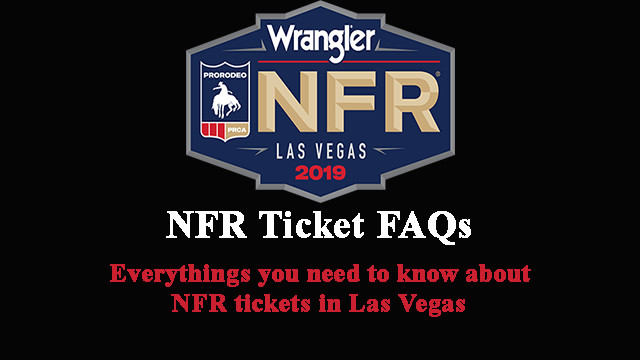 Wrangler
PRORODEO
NFR
PRCA
LAS VEGAS
2019
NFR Ticket FAQs
Everythings you need to know about
NFR tickets in Las Vegas